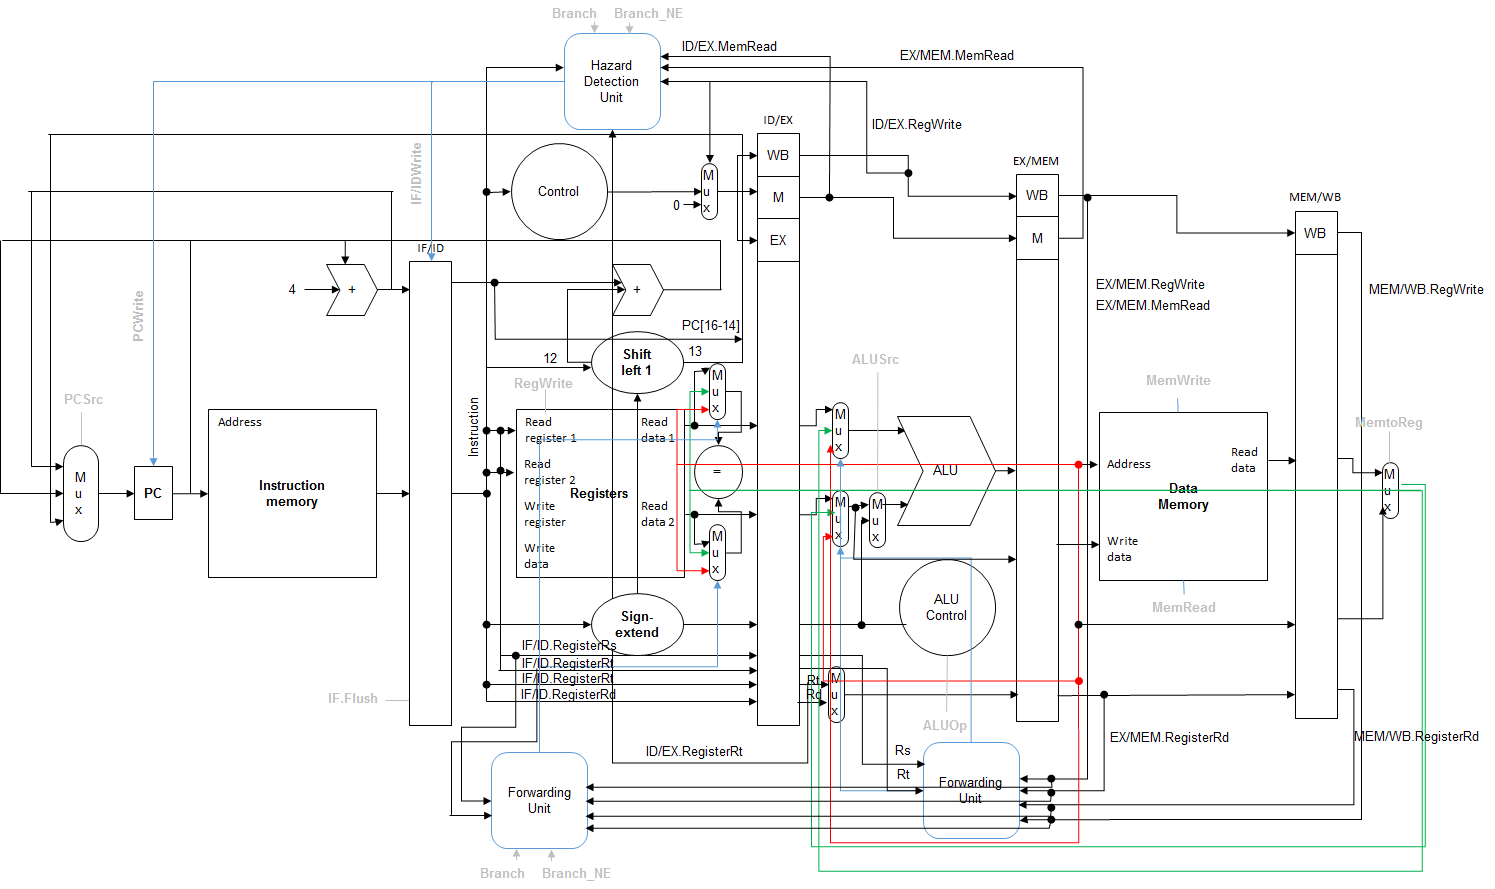 Branch
Branch_NE
ID/EX.MemRead
EX/MEM.MemRead
Hazard
Detection
Unit
ID/EX
ID/EX.RegWrite
IF/IDWrite
Control
M
u
x
0
WB
M
EX
EX/MEM
WB
M
MEM/WB
WB
IF/ID
4
+
+
PCWrite
EX/MEM.RegWrite
EX/MEM.MemRead
MEM/WB.RegWrite
PC[16-14]
12
Shift
left 1
13
PCSrc
RegWrite
ALUSrc
MemWrite
MemtoReg
Instruction
Address
Instruction
memory
M
u
x
PC
Read
register 1
Read
register 2
Write
register
Write
data
Registers
Read
data 1
Read
data 2
M
u
x
=
M
u
x
M
u
x
M
u
x
M
u
x
ALU
Address
Read
data
Data
Memory
Write
data
M
u
x
MemRead
ALU
Control
Sign-
extend
IF/ID.RegisterRs
IF/ID.RegisterRt
IF/ID.RegisterRt
IF/ID.RegisterRd
IF.Flush
Rt
Rd
M
u
x
ALUOp
ID/EX.RegisterRt
Rs
Rt
EX/MEM.RegisterRd
MEM/WB.RegisterRd
Forwarding
Unit
Forwarding
Unit
Branch
Branch_NE